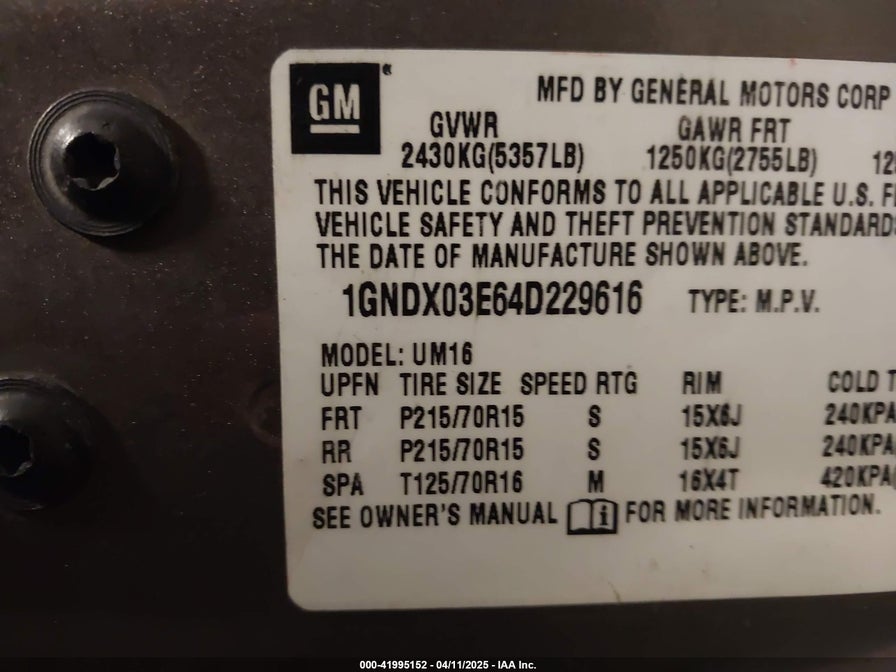 GM
MFD BY GENERAL MOTORS CORP
GVWR GAWR FRT
2430KG(5357LB) 1250KG(2755LB)
THIS VEHICLE CONFORMS TO ALL APPLICABLE U.S.
VEHICLE SAFETY AND THEFT PREVENTION STANDARDS
THE DATE OF MANUFACTURE SHOWN ABOVE.
1GNDX03E64D229616 TYPE: M.P.V.
MODEL: UM16
UPFN TIRE SIZE SPEED RTG RIM COLD
FRT P215/70R15 S 15X6J 240KPA
RR P215/70R15 S 15X6J 240KPA
SPA T125/70R16 M 16X4T 420KPA
SEE OWNER'S MANUAL i FOR MORE INFORMATION.
000-41995152 - 04/11/2025 - IAA Inc.